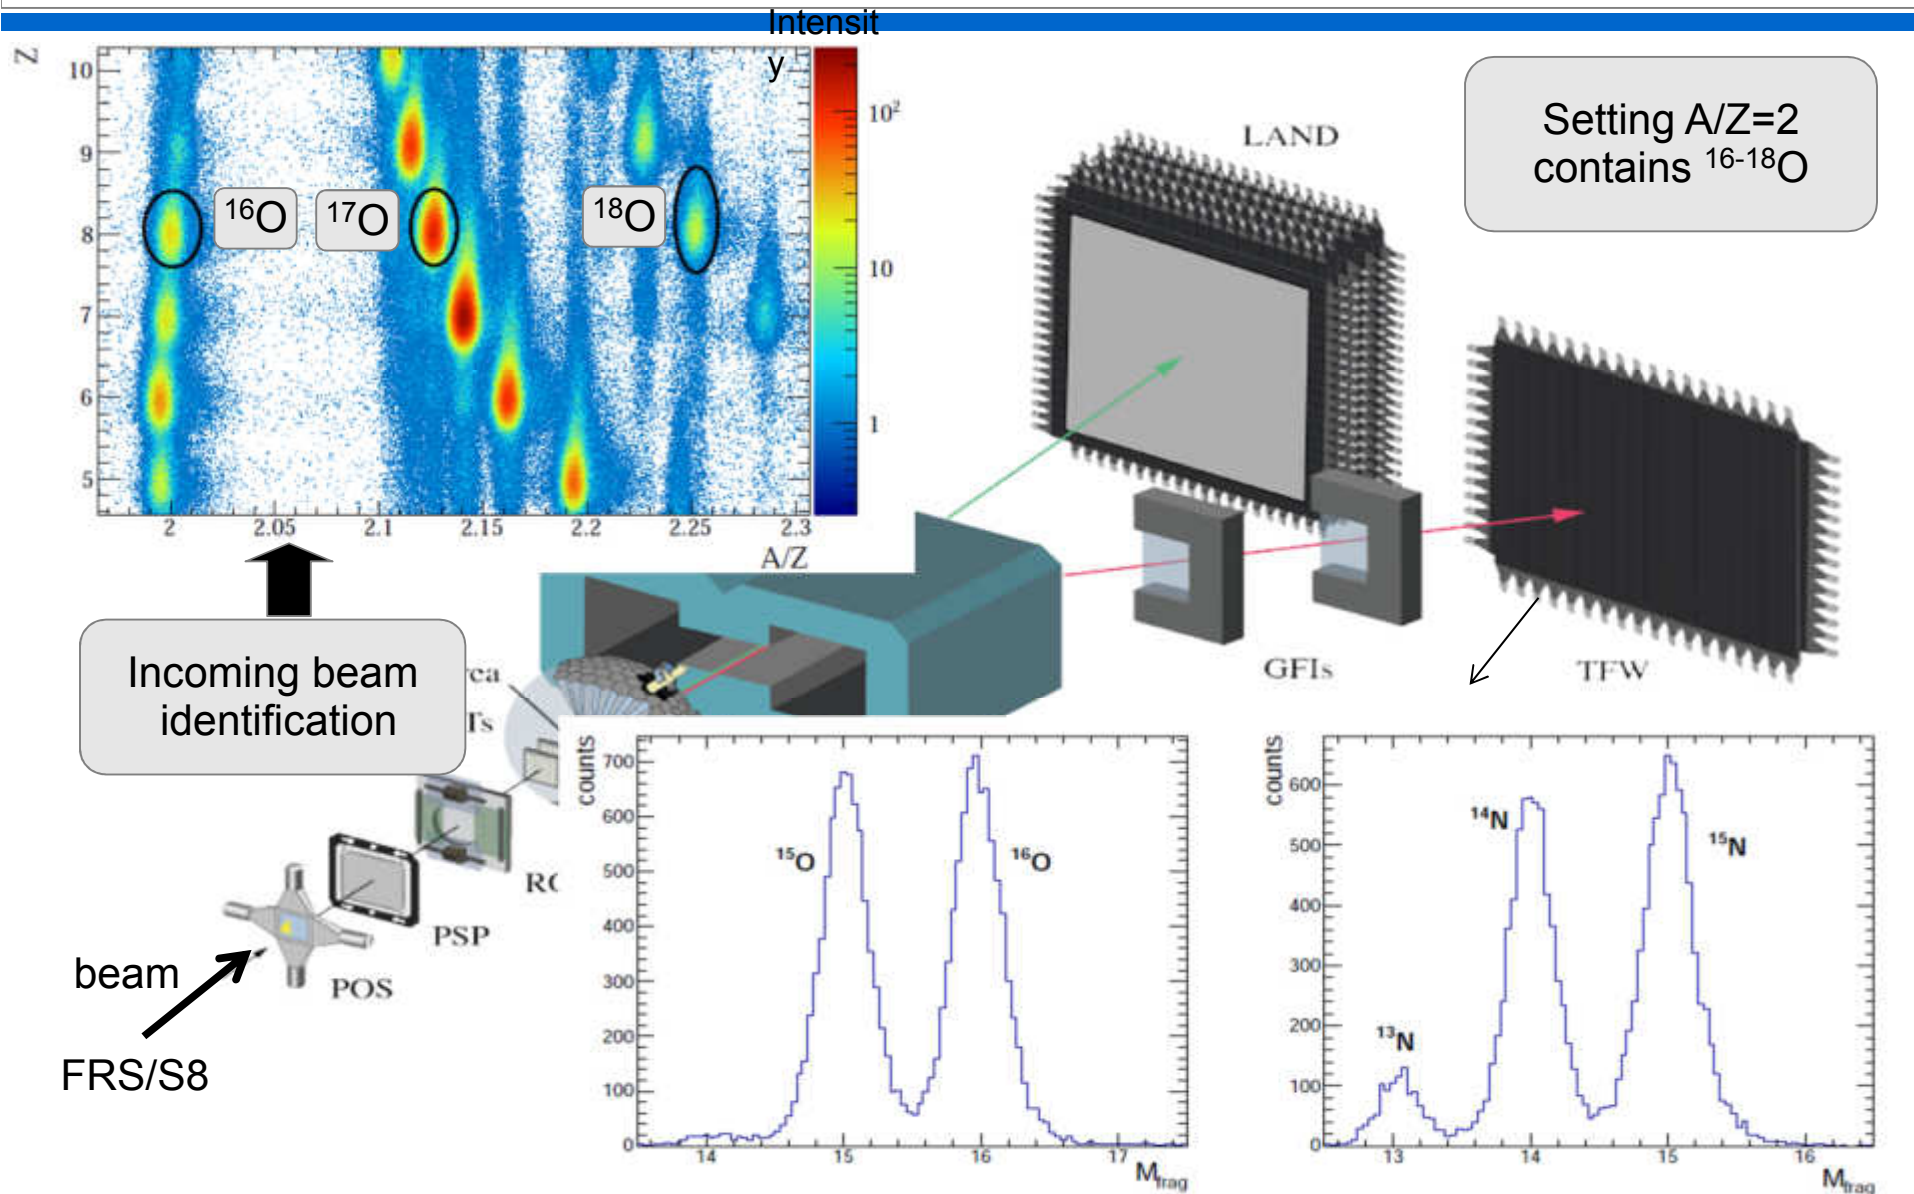 Intensit
y
Z
10
9
8
7
6
5
2
2.05
2.1
2.15
2.2
2.25
2.3
A/Z
10²
10
1
¹⁶O
¹⁷O
¹⁸O
Setting A/Z=2
contains ¹⁶⁻¹⁸O
LAND
GFIs
TFW
Incoming beam
identification
PSP
POS
beam
FRS/S8
counts
700
600
500
400
300
200
100
0
14
15
16
17
M_frag
¹⁵O
¹⁶O
counts
600
500
400
300
200
100
0
13
14
15
16
M_frag
¹³N
¹⁴N
¹⁵N